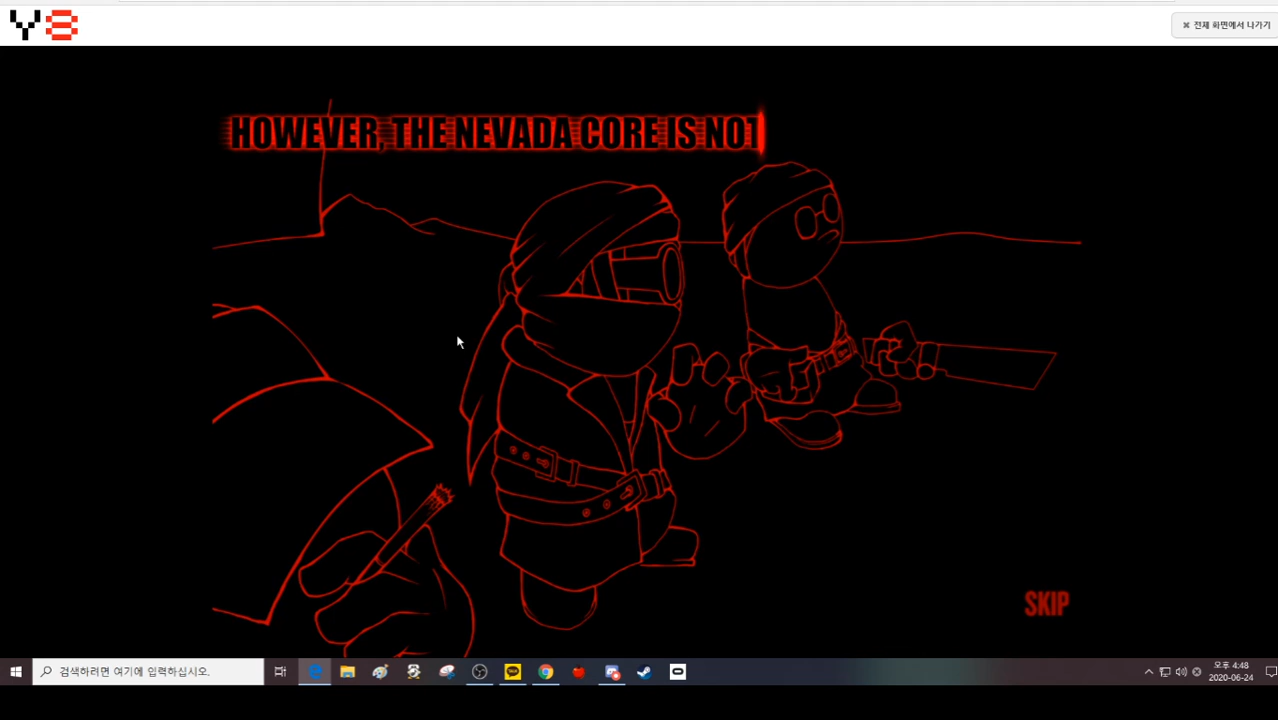 Y8
✖ 전체 화면에서 나가기
HOWEVER, THE NEVADA CORE IS NOT
SKIP
검색하려면 여기에 입력하십시오.
TALK
오후 4:48
2020-06-24